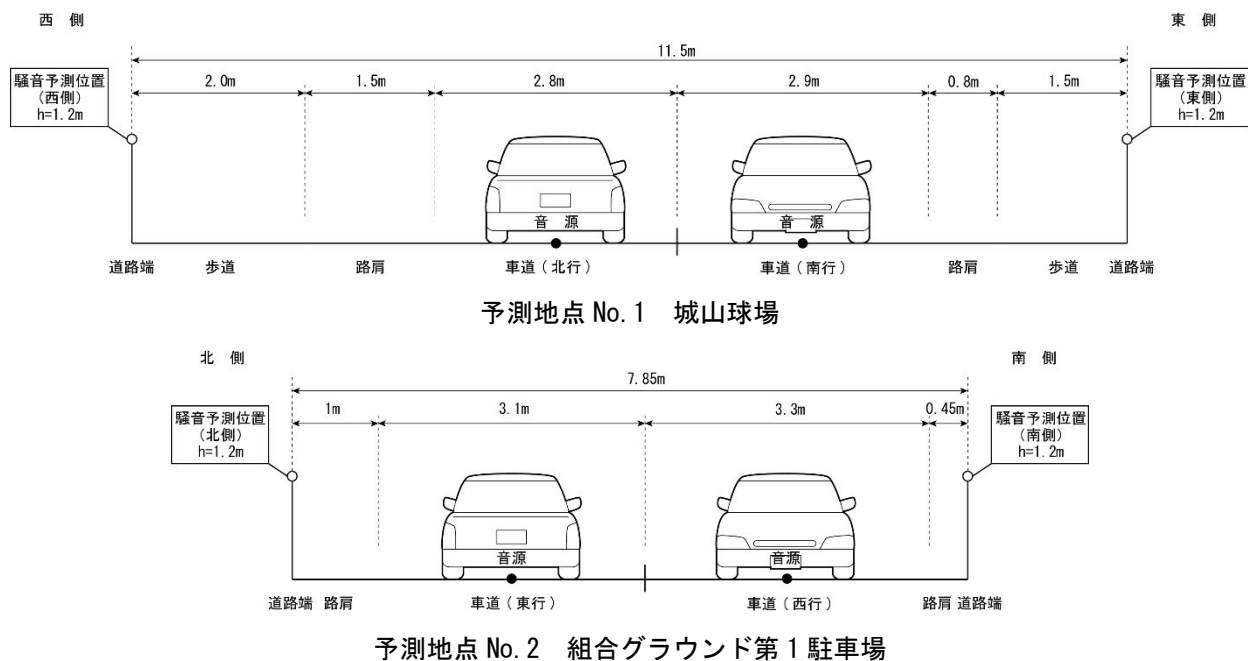 西 側
東 側
11.5m
騒音予測位置
(西側)
h=1.2m
2.0m
1.5m
2.8m
2.9m
0.8m
1.5m
騒音予測位置
(東側)
h=1.2m
音 源
音 源
道路端
歩道
路肩
車道(北行)
車道(南行)
路肩
歩道
道路端
予測地点 No.1 城山球場
北 側
南 側
7.85m
騒音予測位置
(北側)
h=1.2m
1m
3.1m
3.3m
0.45m
騒音予測位置
(南側)
h=1.2m
音源
音源
道路端
路肩
車道(東行)
車道(西行)
路肩
道路端
予測地点 No.2 組合グラウンド第1駐車場